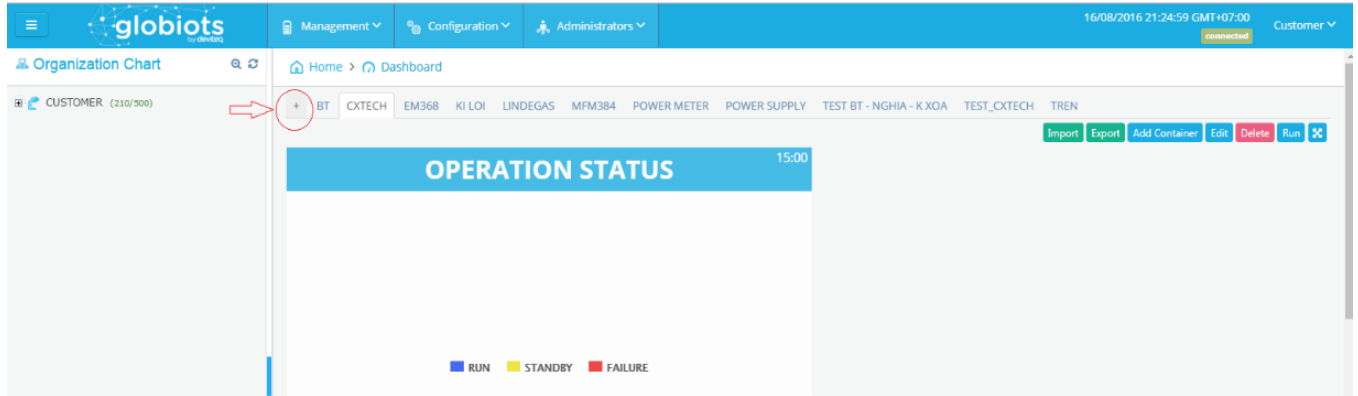 globiots
by deviteq
Management
Configuration
Administrators
16/08/2016 21:24:59 GMT+07:00
connected
Customer
Organization Chart
Home > Dashboard
CUSTOMER (210/500)
+ BT CXTECH EM368 KI LOI LINDEGAS MFM384 POWER METER POWER SUPPLY TEST BT - NGHIA - K XOA TEST_CXTECH TREN
Import Export Add Container Edit Delete Run
OPERATION STATUS
15:00
RUN STANDBY FAILURE